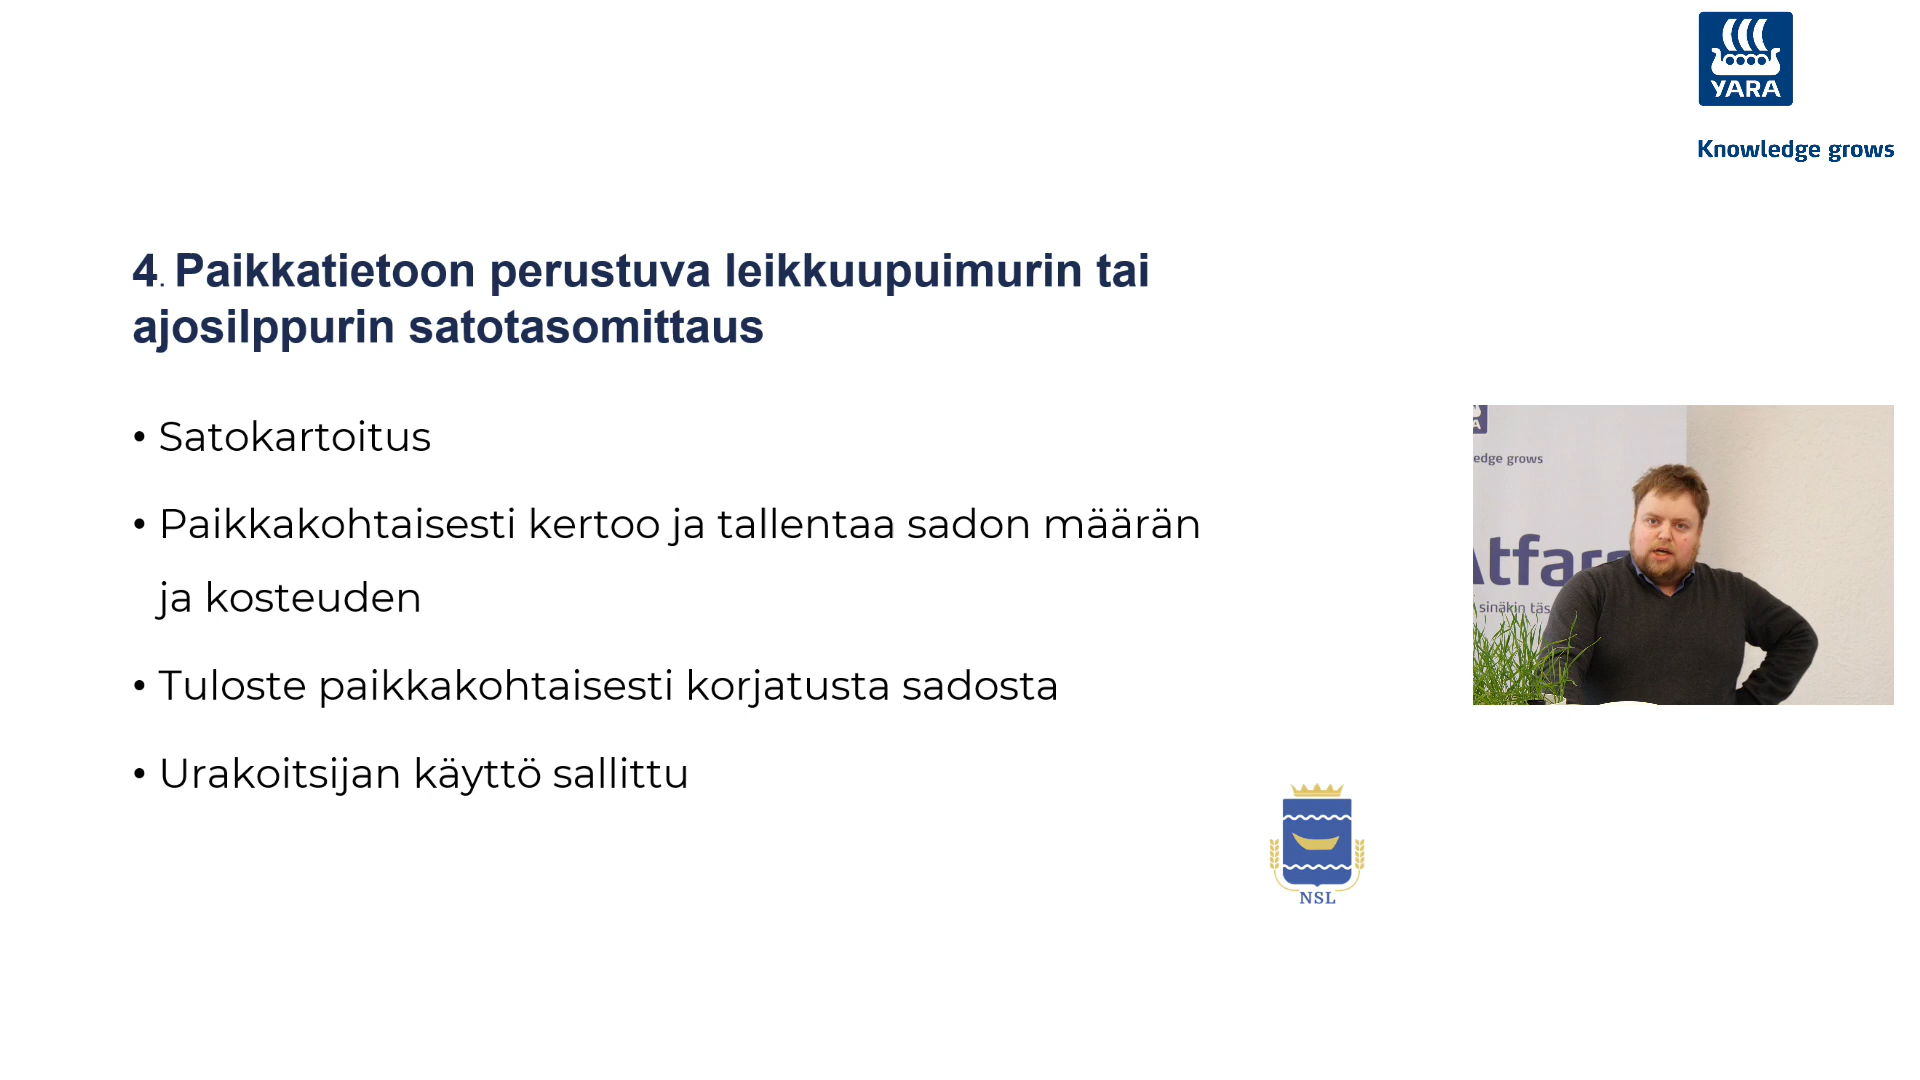 YARA
Knowledge grows
4. Paikkatietoon perustuva leikkuupuimurin tai
ajosilppurin satotasomittaus
• Satokartoitus
• Paikkakohtaisesti kertoo ja tallentaa sadon määrän
ja kosteuden
• Tuloste paikkakohtaisesti korjatusta sadosta
• Urakoitsijan käyttö sallittu
edge grows
sinäkin täs
NSL